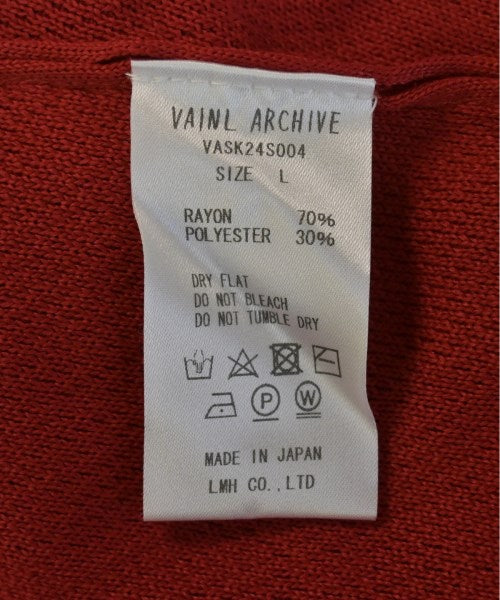 VAINL ARCHIVE
VASK24S004
SIZE L
RAYON 70%
POLYESTER 30%
DRY FLAT
DO NOT BLEACH
DO NOT TUMBLE DRY
P W
MADE IN JAPAN
LMH CO.,LTD